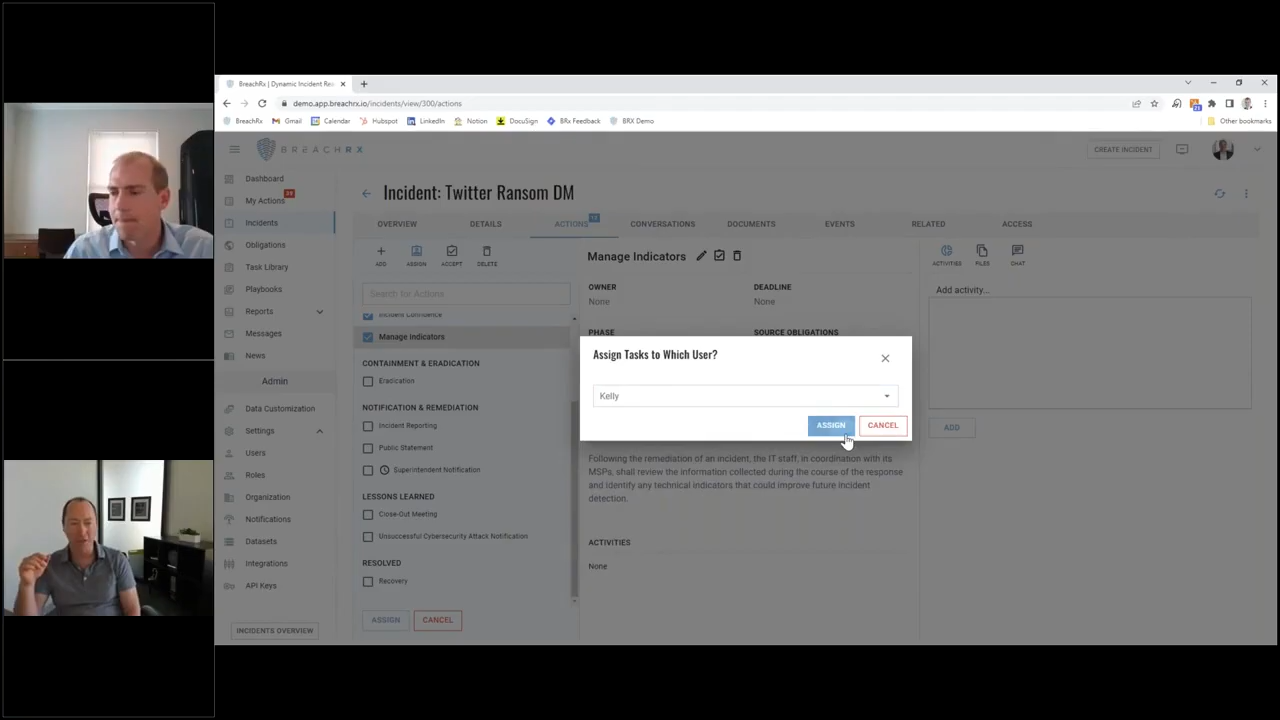 BreachRx | Dynamic Incident Res
demo.app.breachrx.io/incidents/view/300/actions
BreachRx
Gmail
Calendar
Hubspot
LinkedIn
Notion
DocuSign
BRx Feedback
BRX Demo
Other bookmarks
BREACHRX
CREATE INCIDENT
Dashboard
My Actions
Incidents
Obligations
Task Library
Playbooks
Reports
Messages
News
Admin
Data Customization
Settings
Users
Roles
Organization
Notifications
Datasets
Integrations
API Keys
INCIDENTS OVERVIEW
Incident: Twitter Ransom DM
OVERVIEW
DETAILS
ACTIONS
CONVERSATIONS
DOCUMENTS
EVENTS
RELATED
ACCESS
ADD
ASSIGN
ACCEPT
DELETE
Search for Actions
Incident Confidence
Manage Indicators
CONTAINMENT & ERADICATION
Eradication
NOTIFICATION & REMEDIATION
Incident Reporting
Public Statement
Superintendent Notification
LESSONS LEARNED
Close-Out Meeting
Unsuccessful Cybersecurity Attack Notification
RESOLVED
Recovery
ASSIGN
CANCEL
Manage Indicators
OWNER
None
DEADLINE
None
PHASE
SOURCE OBLIGATIONS
Assign Tasks to Which User?
Kelly
ASSIGN
CANCEL
Following the remediation of an incident, the IT staff, in coordination with its
MSPs, shall review the information collected during the course of the response
and identify any technical indicators that could improve future incident
detection.
ACTIVITIES
None
ACTIVITIES
FILES
CHAT
Add activity...
ADD